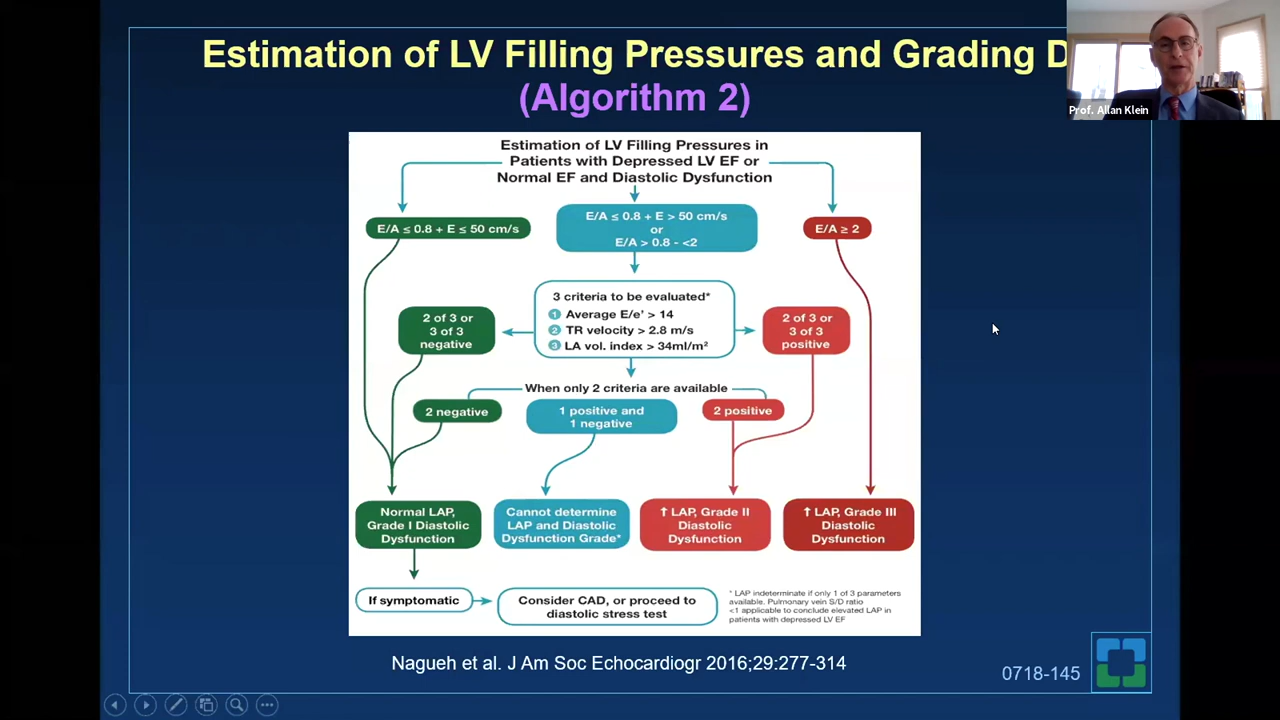 Estimation of LV Filling Pressures and Grading D
(Algorithm 2)
Prof. Allan Klein
Estimation of LV Filling Pressures in
Patients with Depressed LV EF or
Normal EF and Diastolic Dysfunction
E/A ≤ 0.8 + E ≤ 50 cm/s
E/A ≤ 0.8 + E > 50 cm/s
or
E/A > 0.8 - <2
E/A ≥ 2
3 criteria to be evaluated*
1 Average E/e' > 14
2 TR velocity > 2.8 m/s
3 LA vol. index > 34ml/m²
2 of 3 or
3 of 3
negative
2 of 3 or
3 of 3
positive
When only 2 criteria are available
2 negative
1 positive and
1 negative
2 positive
Normal LAP,
Grade I Diastolic
Dysfunction
Cannot determine
LAP and Diastolic
Dysfunction Grade*
↑ LAP, Grade II
Diastolic
Dysfunction
↑ LAP, Grade III
Diastolic
Dysfunction
If symptomatic
Consider CAD, or proceed to
diastolic stress test
* LAP indeterminate if only 1 of 3 parameters
available. Pulmonary vein S/D ratio
<1 applicable to conclude elevated LAP in
patients with depressed LV EF
Nagueh et al. J Am Soc Echocardiogr 2016;29:277-314
0718-145